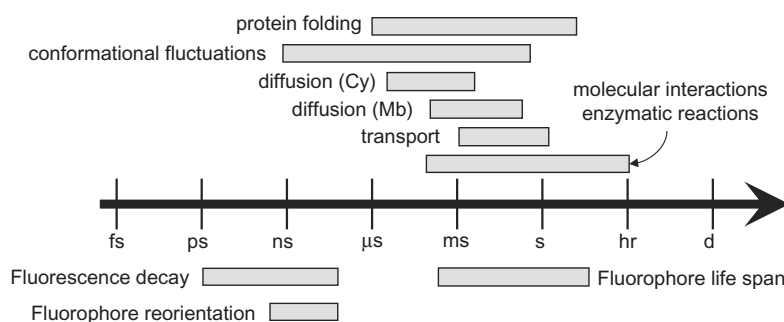 protein folding
conformational fluctuations
diffusion (Cy)
molecular interactions
enzymatic reactions
diffusion (Mb)
transport
fs ps ns μs ms s hr d
Fluorescence decay
Fluorophore life span
Fluorophore reorientation